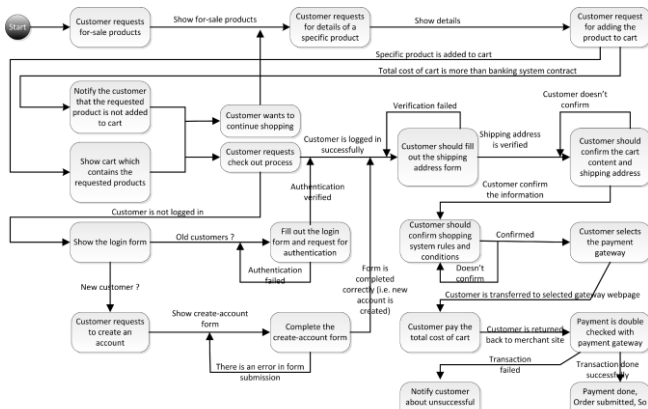 Start
Customer requests
for-sale products
Show for-sale products
Customer requests
for details of a
specific product
Show details
Customer request
for adding the
product to cart
Specific product is added to cart
Total cost of cart is more than banking system contract
Notify the customer
that the requested
product is not added
to cart
Customer wants to
continue shopping
Verification failed
Customer doesn't
confirm
Customer is logged in
successfully
Customer should fill
out the shipping
address form
Shipping address
is verified
Customer should
confirm the cart
content and
shipping address
Show cart which
contains the
requested products
Customer requests
check out process
Authentication
verified
Customer confirm
the information
Customer is not logged in
Show the login form
Old customers ?
Fill out the login
form and request for
authentication
Authentication
failed
Form is
completed
correctly (i.e. new
account is
created)
Customer should
confirm shopping
system rules and
conditions
Confirmed
Doesn't
confirm
Customer selects
the payment
gateway
New customer ?
Customer is transferred to selected gateway webpage
Customer requests
to create an
account
Show create-account
form
Complete the
create-account form
There is an error in form
submission
Customer pay the
total cost of cart
Customer is returned
back to merchant site
Payment is double
checked with
payment gateway
Transaction
failed
Transaction done
successfully
Notify customer
about unsuccessful
Payment done,
Order submitted, So